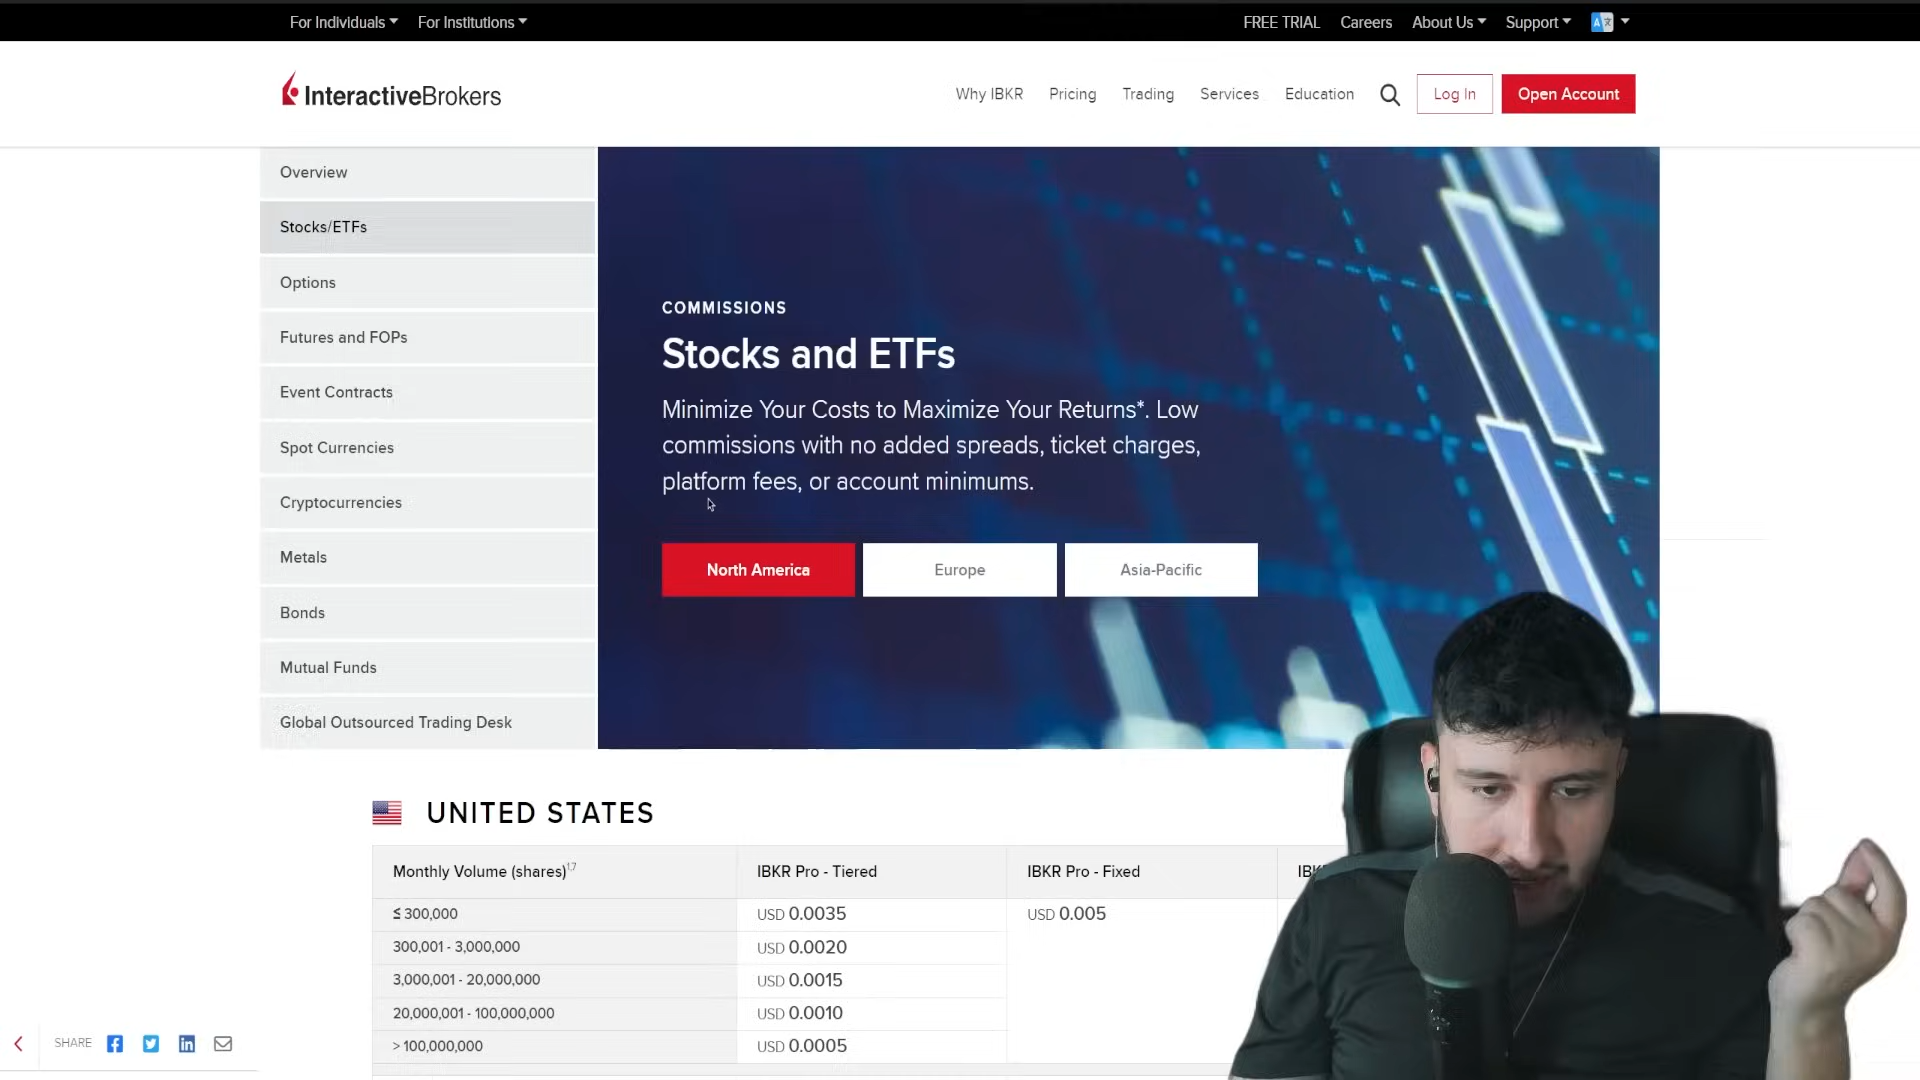 For Individuals
For Institutions
FREE TRIAL
Careers
About Us
Support
InteractiveBrokers
Why IBKR
Pricing
Trading
Services
Education
Log In
Open Account
Overview
Stocks/ETFs
Options
Futures and FOPs
Event Contracts
Spot Currencies
Cryptocurrencies
Metals
Bonds
Mutual Funds
Global Outsourced Trading Desk
COMMISSIONS
Stocks and ETFs
Minimize Your Costs to Maximize Your Returns*. Low
commissions with no added spreads, ticket charges,
platform fees, or account minimums.
North America
Europe
Asia-Pacific
UNITED STATES
Monthly Volume (shares)
IBKR Pro - Tiered
IBKR Pro - Fixed
≤ 300,000
USD 0.0035
USD 0.005
300,001 - 3,000,000
USD 0.0020
3,000,001 - 20,000,000
USD 0.0015
20,000,001 - 100,000,000
USD 0.0010
> 100,000,000
USD 0.0005
SHARE